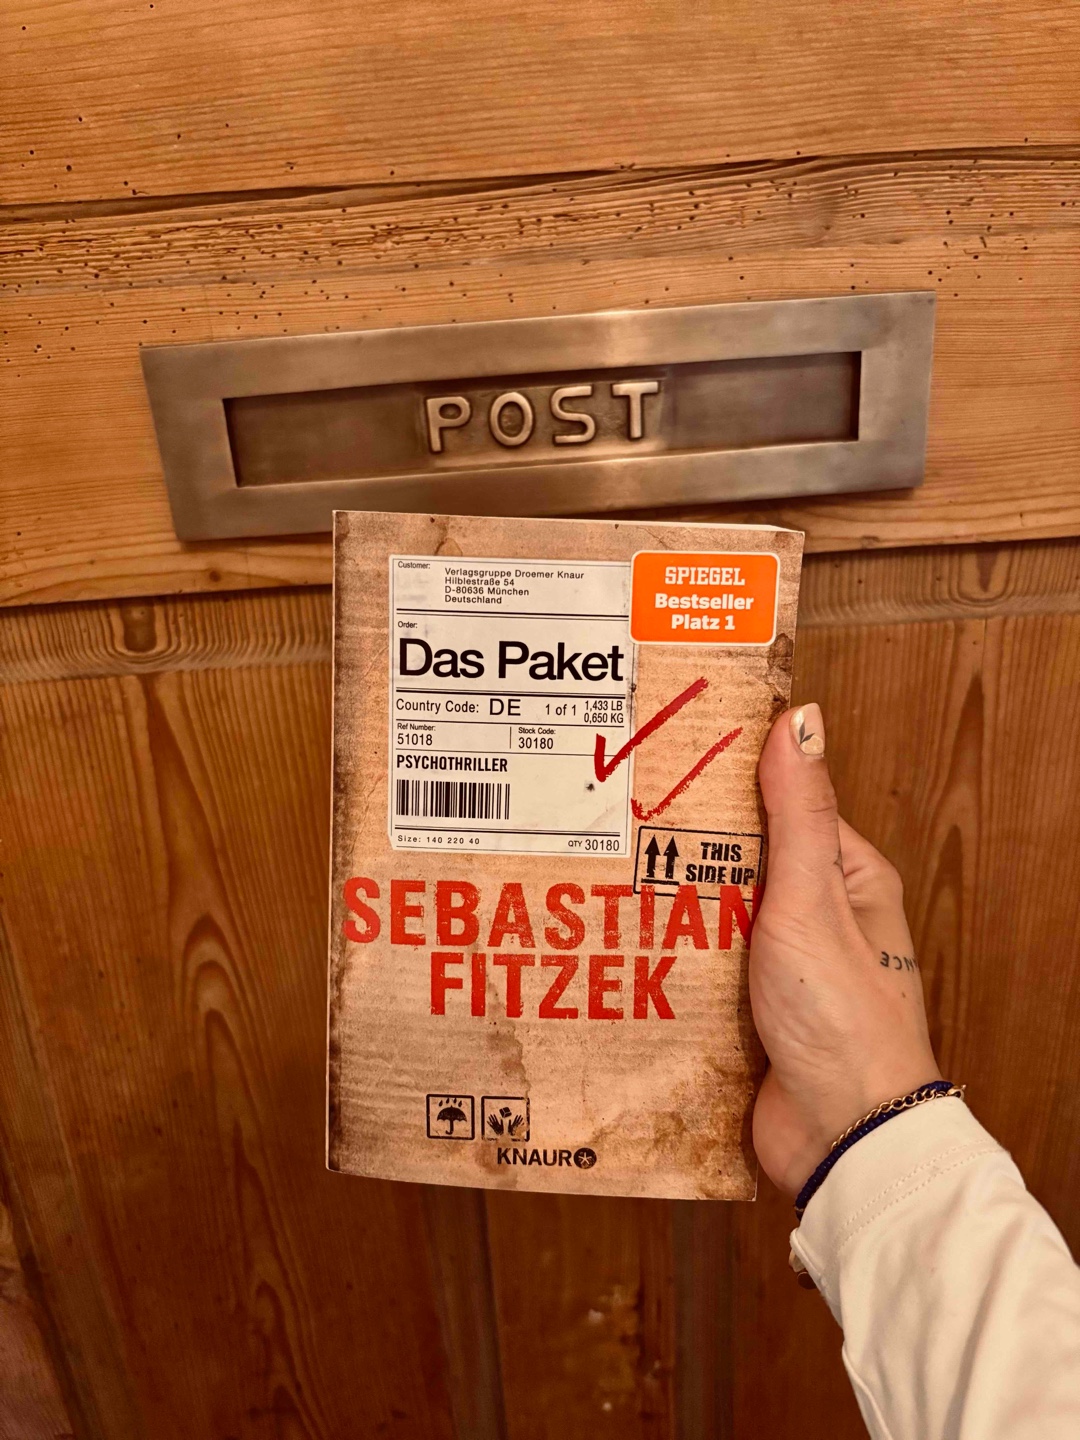 POST
Customer:
Verlagsgruppe Droemer Knaur
Hilblestraße 54
D-80636 München
Deutschland
SPIEGEL
Bestseller
Platz 1
Order:
Das Paket
Country Code: DE 1 of 1 1,433 LB
0,650 KG
Ref Number:
51018
Stock Code:
30180
PSYCHOTHRILLER
Size: 140 220 40
QTY 30180
THIS
SIDE UP
SEBASTIAN
FITZEK
KNAUR